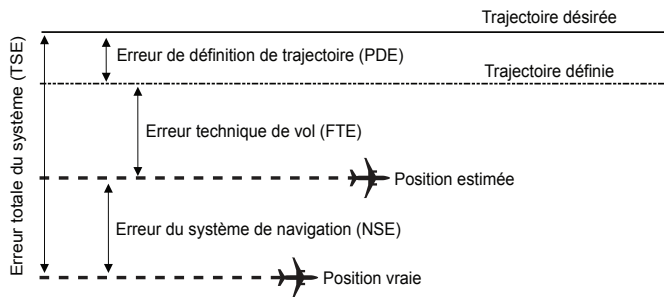 Trajectoire désirée
Erreur de définition de trajectoire (PDE)
Trajectoire définie
Erreur technique de vol (FTE)
Position estimée
Erreur du système de navigation (NSE)
Position vraie
Erreur totale du système (TSE)